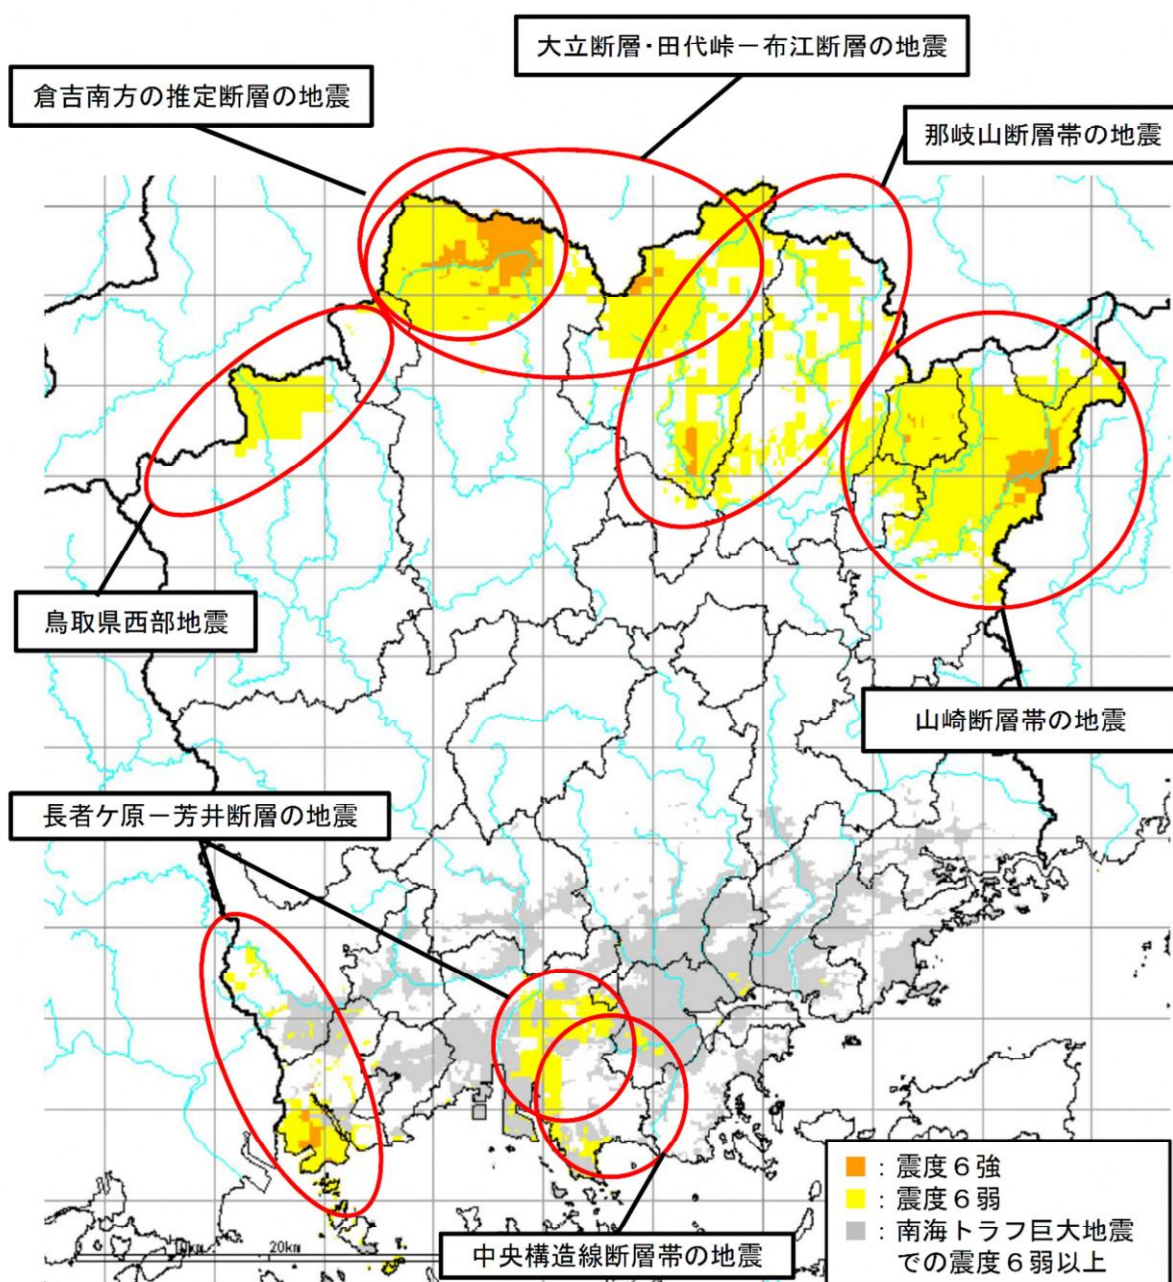 大立断層・田代峠－布江断層の地震
倉吉南方の推定断層の地震
那岐山断層帯の地震
鳥取県西部地震
山崎断層帯の地震
長者ケ原－芳井断層の地震
：震度６強
：震度６弱
：南海トラフ巨大地震
での震度６弱以上
20km
中央構造線断層帯の地震